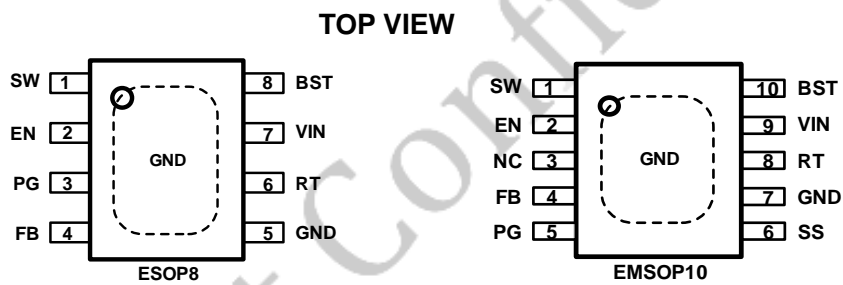 TOP VIEW
SW 1 8 BST
EN 2 7 VIN
GND
PG 3 6 RT
FB 4 5 GND
ESOP8
SW 1 10 BST
EN 2 9 VIN
NC 3 GND 8 RT
FB 4 7 GND
PG 5 6 SS
EMSOP10